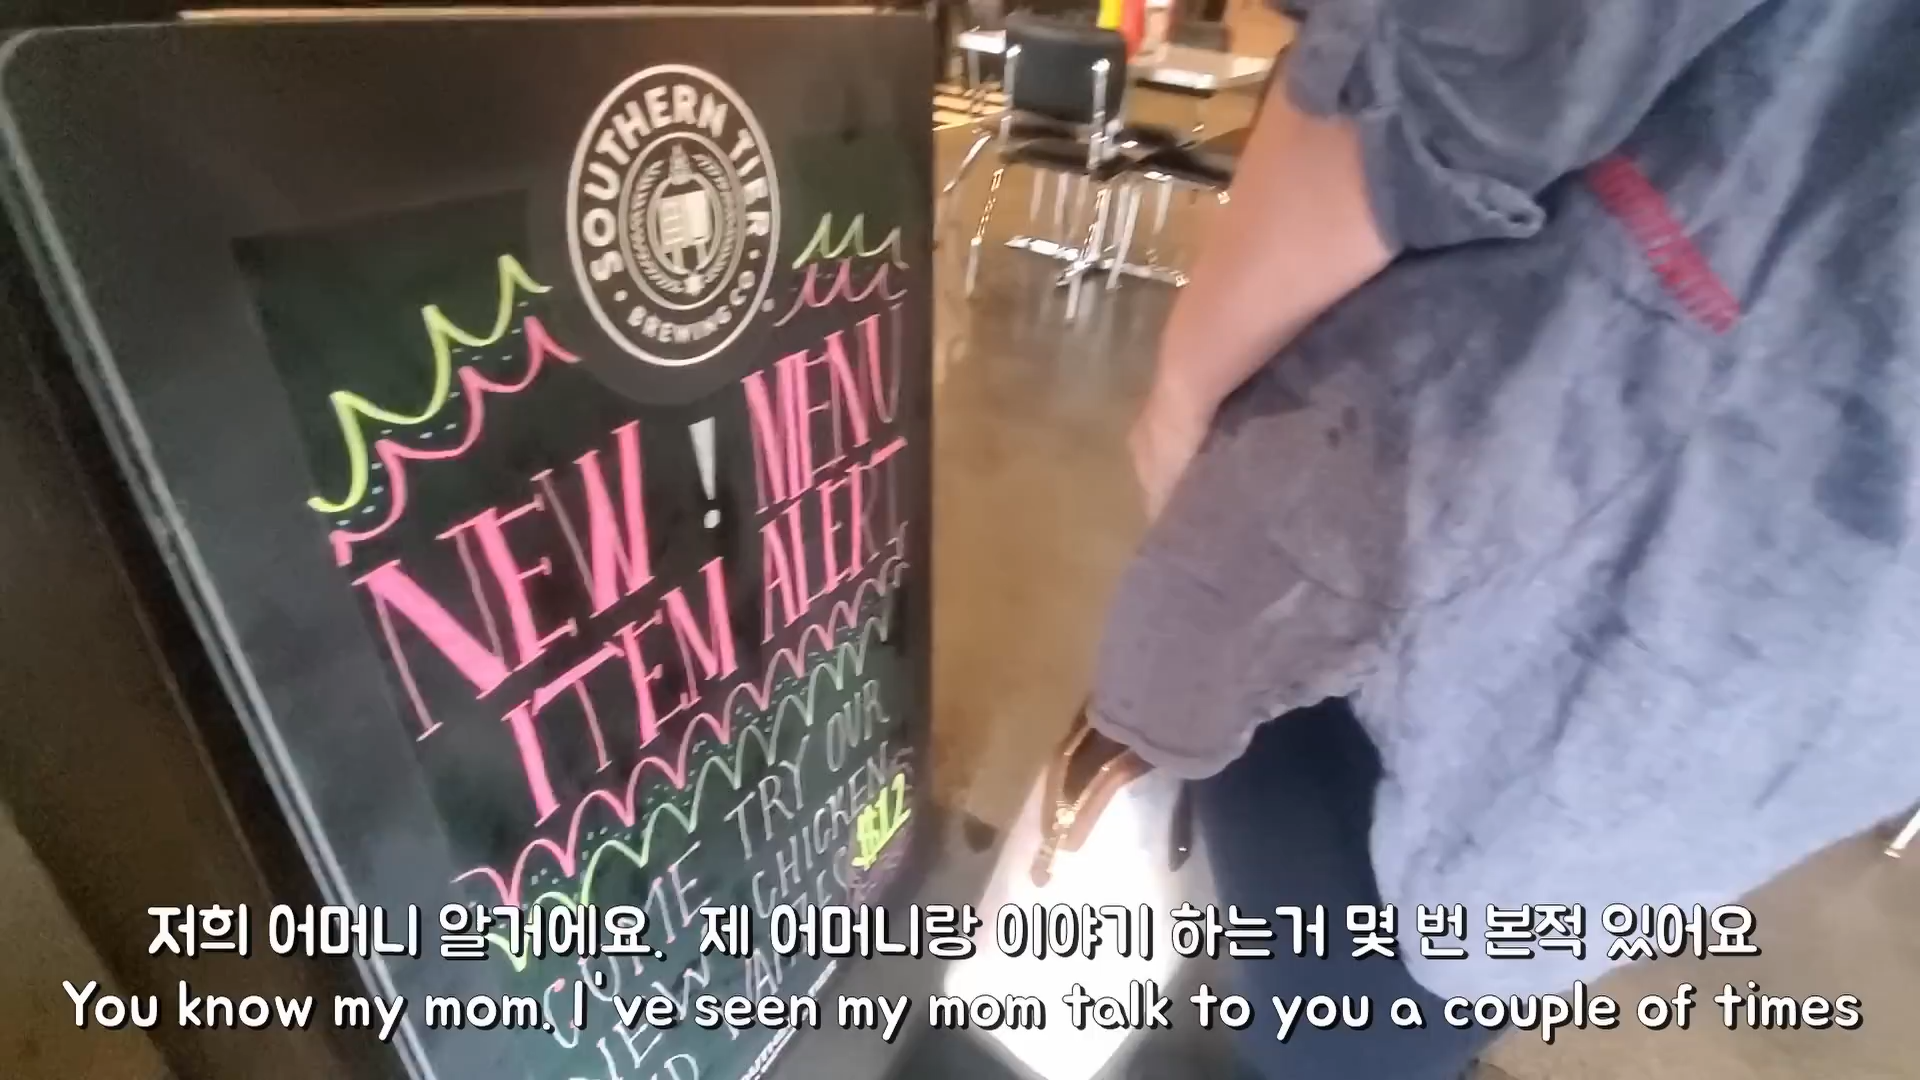 SOUTHERN TIER
BREWING CO
NEW ! MENU
ITEM ALERT
COME TRY OUR
NEW CHICKEN
$12
저희 어머니 알거에요. 제 어머니랑 이야기 하는거 몇 번 본적 있어요
You know my mom. I've seen my mom talk to you a couple of times